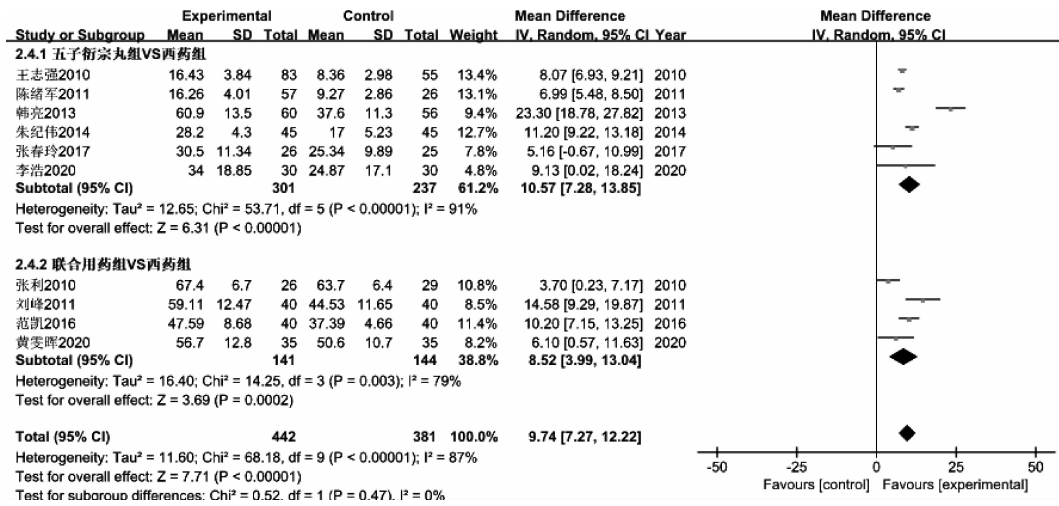 Experimental Control Mean Difference Mean Difference
Study or Subgroup Mean SD Total Mean SD Total Weight IV, Random, 95% CI Year IV, Random, 95% CI
2.4.1 五子衍宗丸组VS西药组
王志强2010 16.43 3.84 83 8.36 2.98 55 13.4% 8.07 [6.93, 9.21] 2010
陈绪军2011 16.26 4.01 57 9.27 2.86 26 13.1% 6.99 [5.48, 8.50] 2011
韩亮2013 60.9 13.5 60 37.6 11.3 56 9.4% 23.30 [18.78, 27.82] 2013
朱纪伟2014 28.2 4.3 45 17 5.23 45 12.7% 11.20 [9.22, 13.18] 2014
张春玲2017 30.5 11.34 26 25.34 9.89 25 7.8% 5.16 [-0.67, 10.99] 2017
李浩2020 34 18.85 30 24.87 17.1 30 4.8% 9.13 [0.02, 18.24] 2020
Subtotal (95% CI) 301 237 61.2% 10.57 [7.28, 13.85]
Heterogeneity: Tau² = 12.65; Chi² = 53.71, df = 5 (P < 0.00001); I² = 91%
Test for overall effect: Z = 6.31 (P < 0.00001)
2.4.2 联合用药组VS西药组
张利2010 67.4 6.7 26 63.7 6.4 29 10.8% 3.70 [0.23, 7.17] 2010
刘峰2011 59.11 12.47 40 44.53 11.65 40 8.5% 14.58 [9.29, 19.87] 2011
范凯2016 47.59 8.68 40 37.39 4.66 40 11.4% 10.20 [7.15, 13.25] 2016
黄雯晖2020 56.7 12.8 35 50.6 10.7 35 8.2% 6.10 [0.57, 11.63] 2020
Subtotal (95% CI) 141 144 38.8% 8.52 [3.99, 13.04]
Heterogeneity: Tau² = 16.40; Chi² = 14.25, df = 3 (P = 0.003); I² = 79%
Test for overall effect: Z = 3.69 (P = 0.0002)
Total (95% CI) 442 381 100.0% 9.74 [7.27, 12.22]
Heterogeneity: Tau² = 11.60; Chi² = 68.18, df = 9 (P < 0.00001); I² = 87%
Test for overall effect: Z = 7.71 (P < 0.00001)
Test for subgroup differences: Chi² = 0.52, df = 1 (P = 0.47), I² = 0%
-50 -25 0 25 50
Favours [control] Favours [experimental]